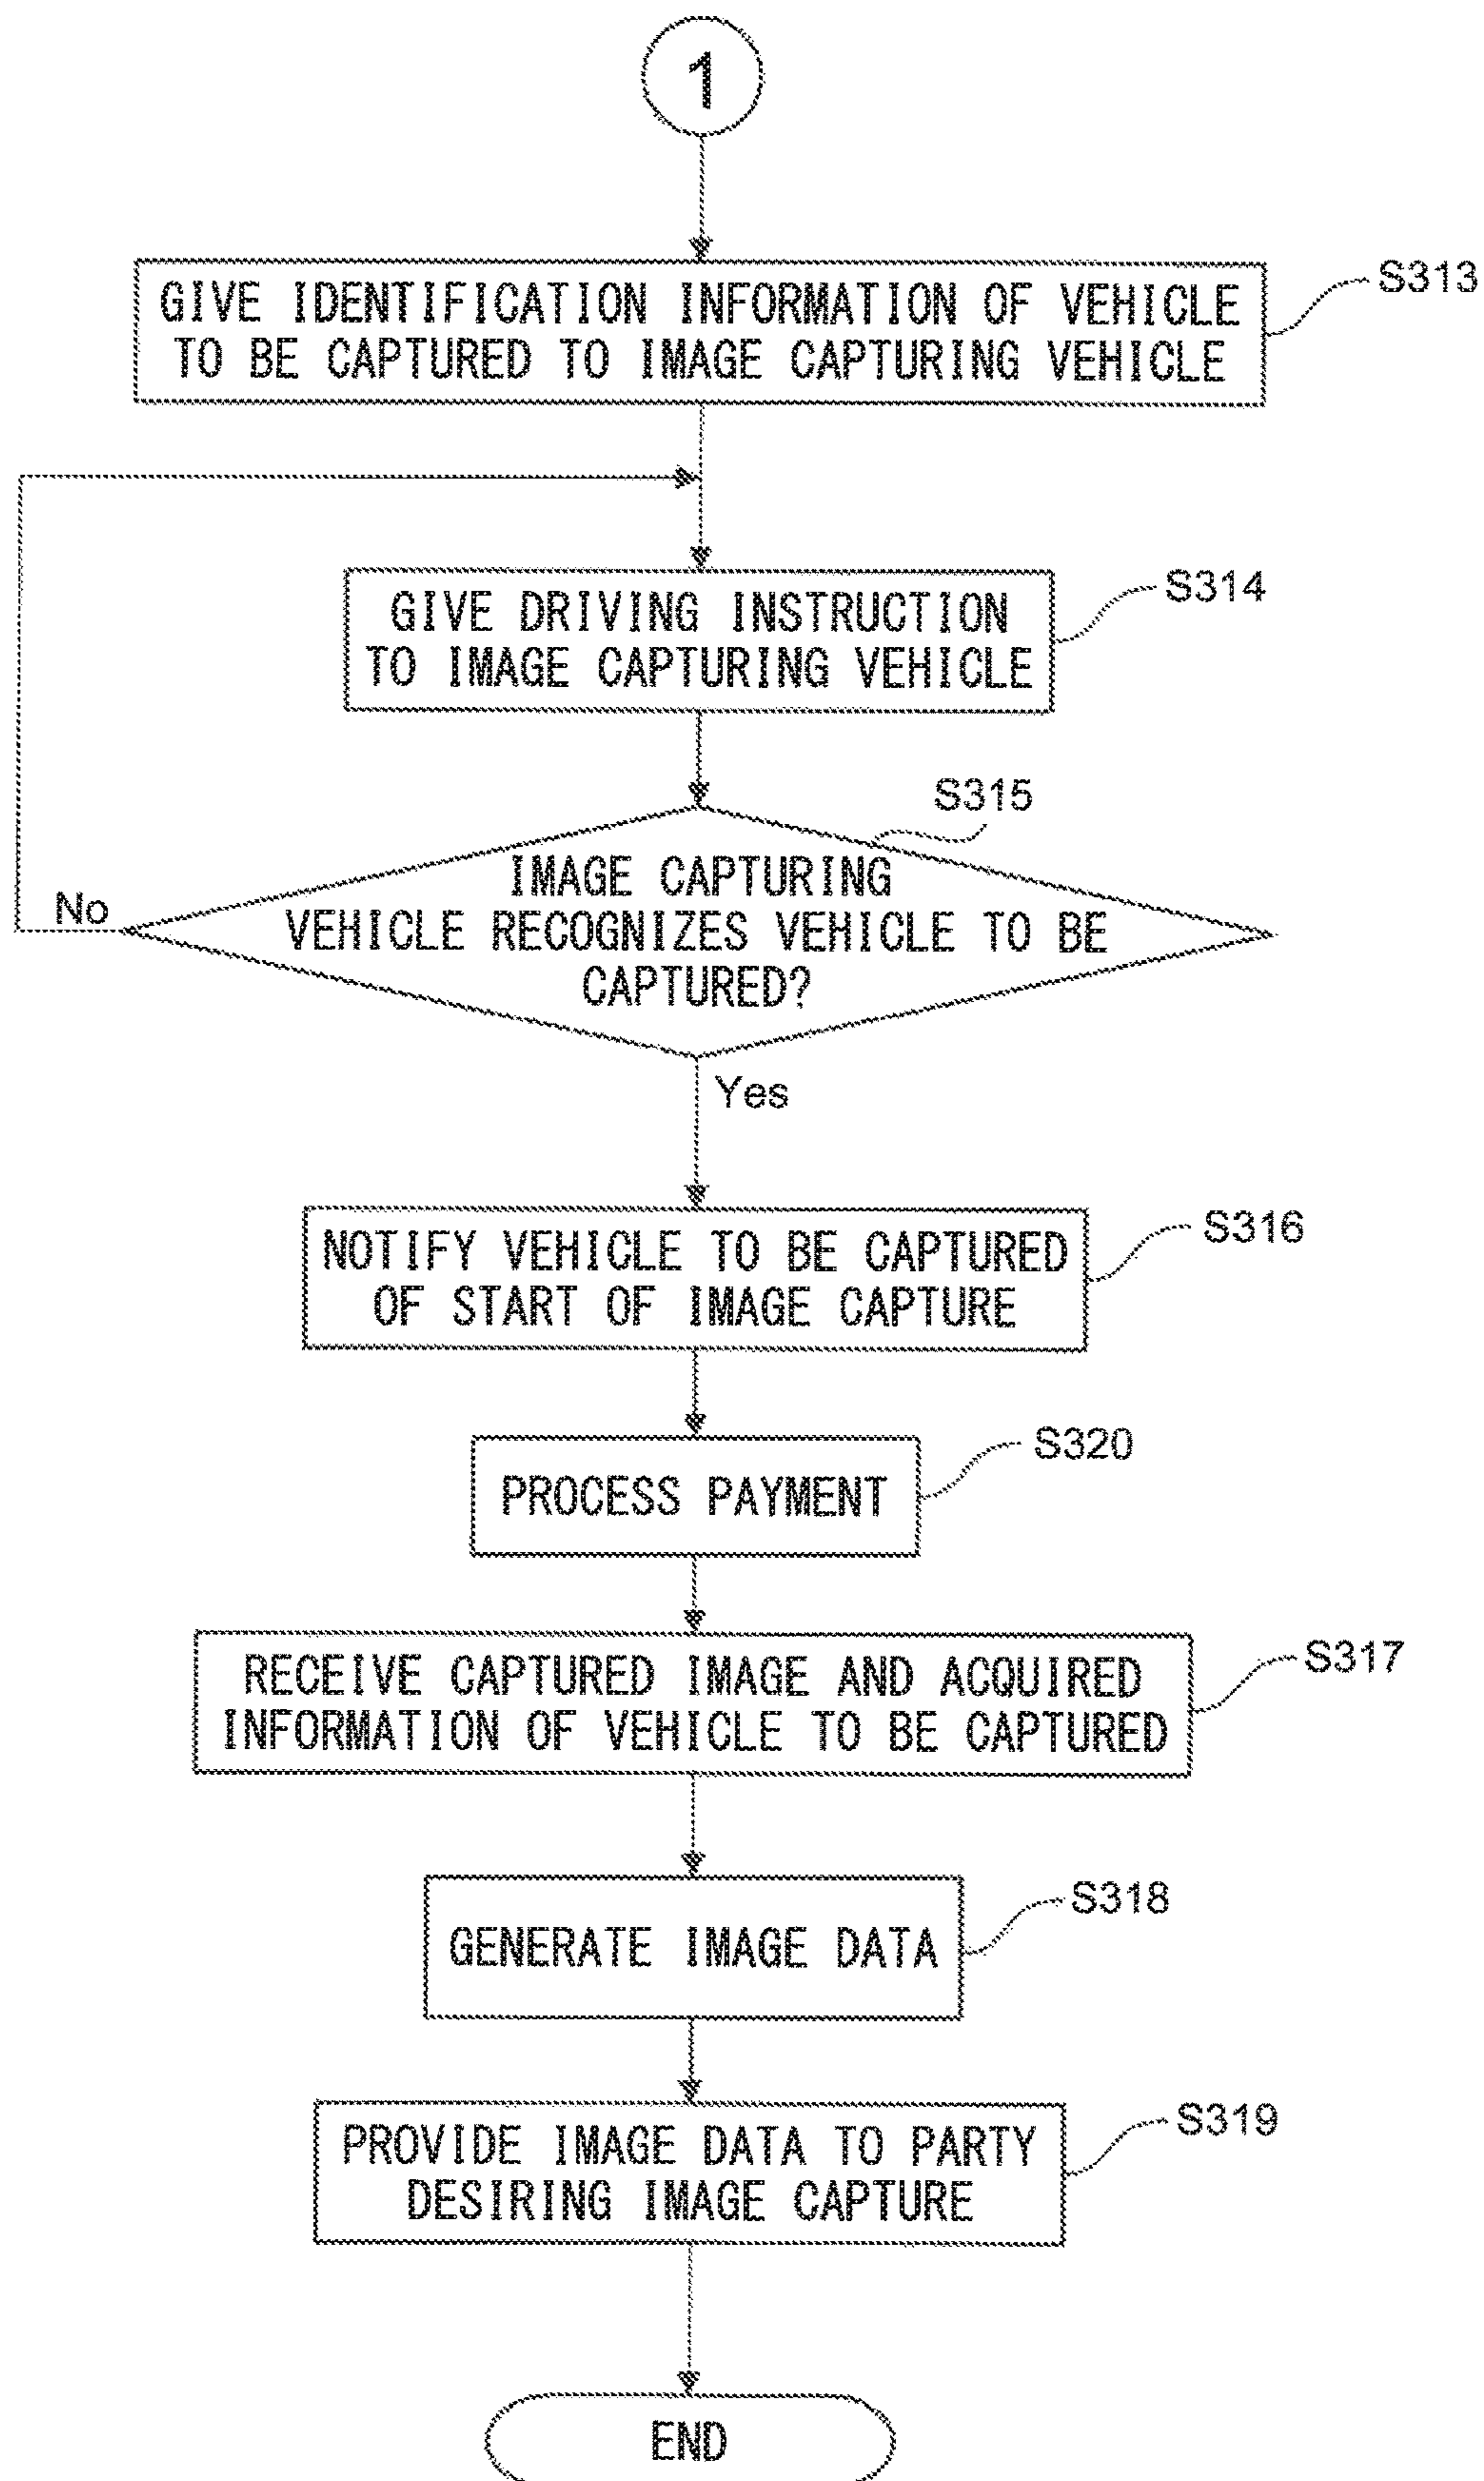 1
GIVE IDENTIFICATION INFORMATION OF VEHICLE
TO BE CAPTURED TO IMAGE CAPTURING VEHICLE
S313
GIVE DRIVING INSTRUCTION
TO IMAGE CAPTURING VEHICLE
S314
S315
IMAGE CAPTURING
VEHICLE RECOGNIZES VEHICLE TO BE
CAPTURED?
No
Yes
NOTIFY VEHICLE TO BE CAPTURED
OF START OF IMAGE CAPTURE
S316
PROCESS PAYMENT
S320
RECEIVE CAPTURED IMAGE AND ACQUIRED
INFORMATION OF VEHICLE TO BE CAPTURED
S317
GENERATE IMAGE DATA
S318
PROVIDE IMAGE DATA TO PARTY
DESIRING IMAGE CAPTURE
S319
END